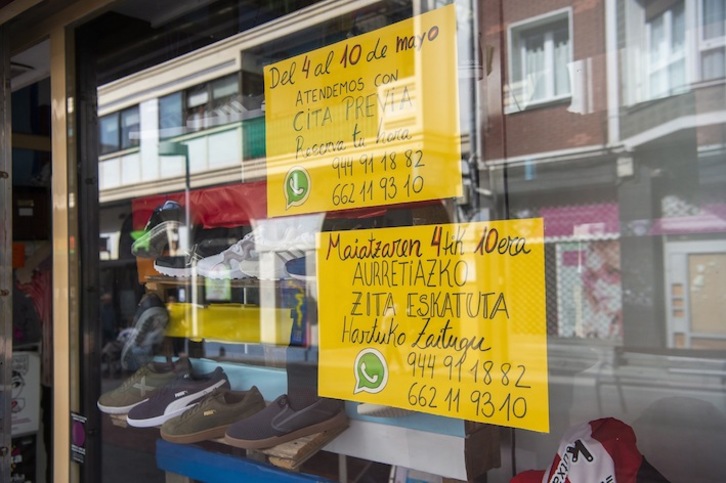 Del 4 al 10 de mayo
ATENDEMOS CON
CITA PREVIA
Reserva tu hora
944 91 18 82
662 11 93 10
Maiatzaren 4tik 10era
AURRETIAZKO
ZITA ESKATUTA
Hartuko Zaitugu
944 91 18 82
662 11 93 10